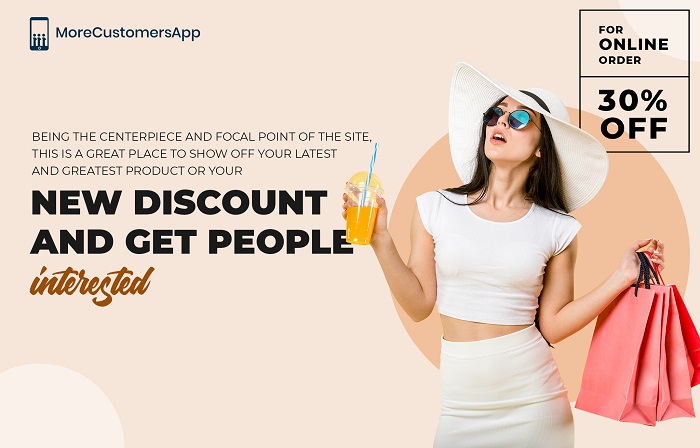 MoreCustomersApp
FOR
ONLINE
ORDER
30%
OFF
BEING THE CENTERPIECE AND FOCAL POINT OF THE SITE,
THIS IS A GREAT PLACE TO SHOW OFF YOUR LATEST
AND GREATEST PRODUCT OR YOUR
NEW DISCOUNT
AND GET PEOPLE
interested